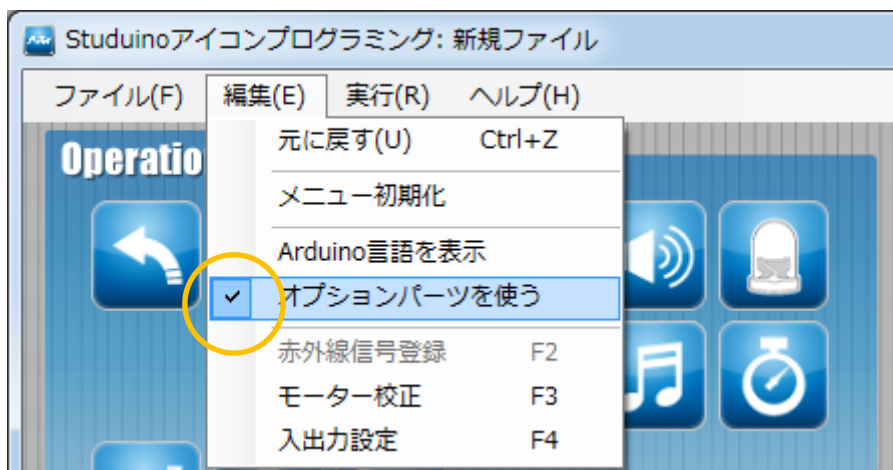 Studuinoアイコンプログラミング: 新規ファイル
ファイル(F) 編集(E) 実行(R) ヘルプ(H)
Operatio
元に戻す(U) Ctrl+Z
メニュー初期化
Arduino言語を表示
オプションパーツを使う
赤外線信号登録 F2
モーター校正 F3
入出力設定 F4